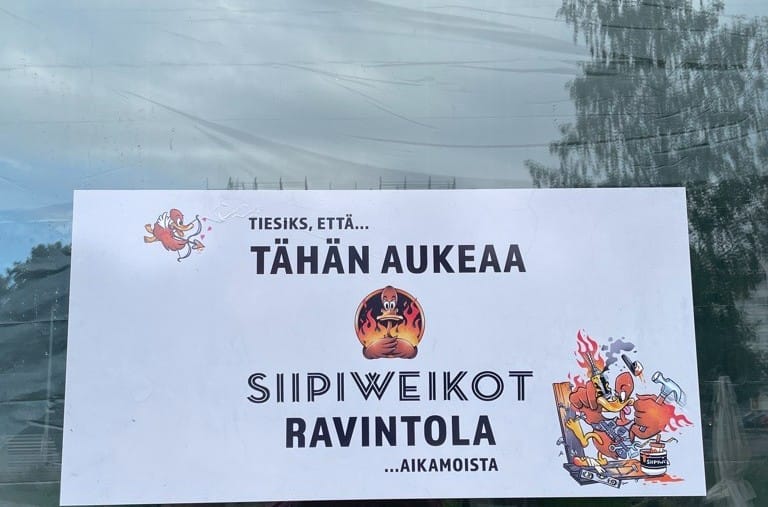 TIESIKS, ETTÄ...
TÄHÄN AUKEAA
SIIPIWEIKOT
RAVINTOLA
...AIKAMOISTA